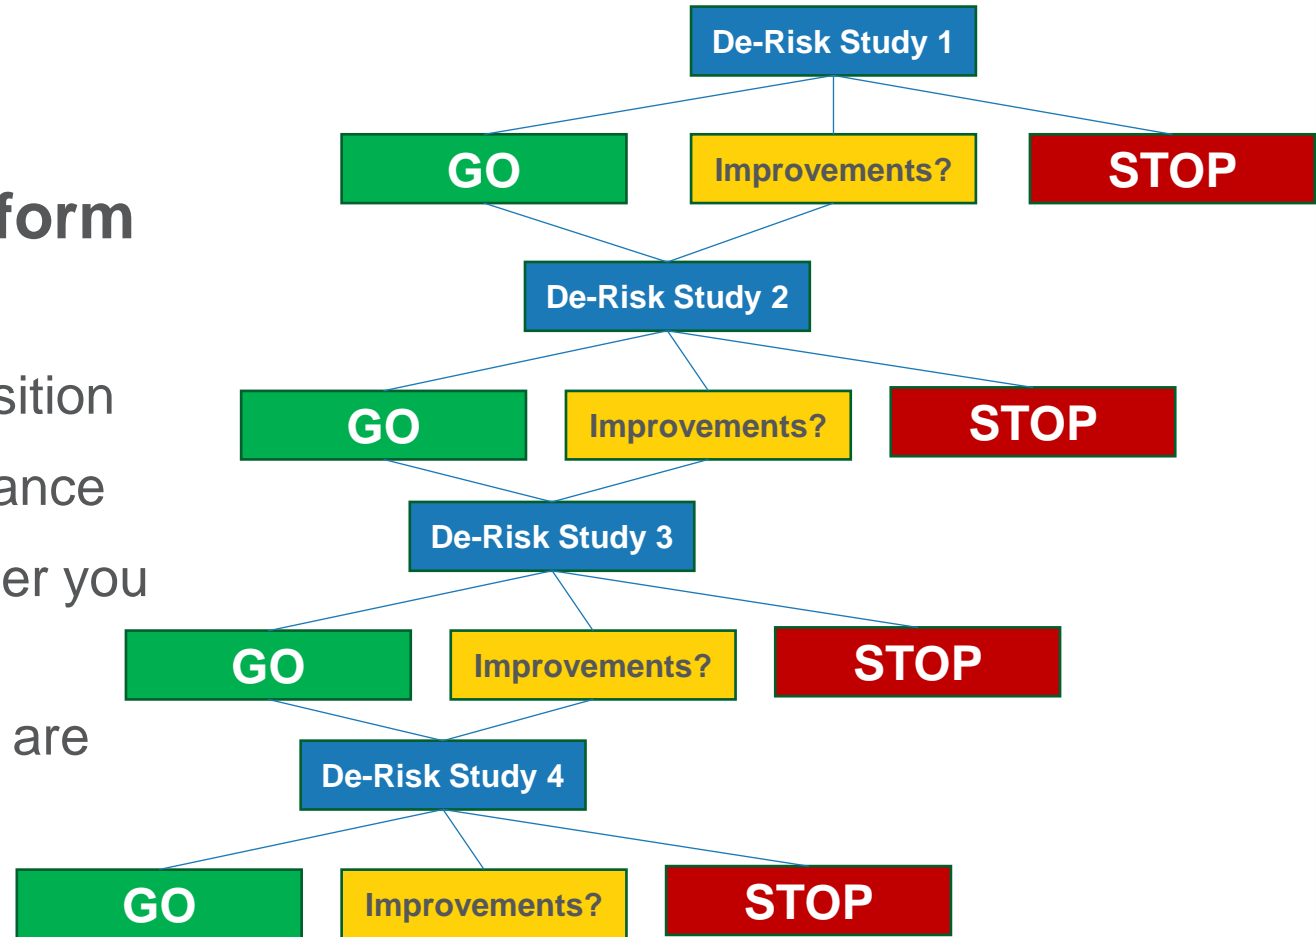 De-Risk Study 1
GO
Improvements?
STOP
form
De-Risk Study 2
sition
GO
Improvements?
STOP
ance
De-Risk Study 3
er you
GO
Improvements?
STOP
are
De-Risk Study 4
GO
Improvements?
STOP